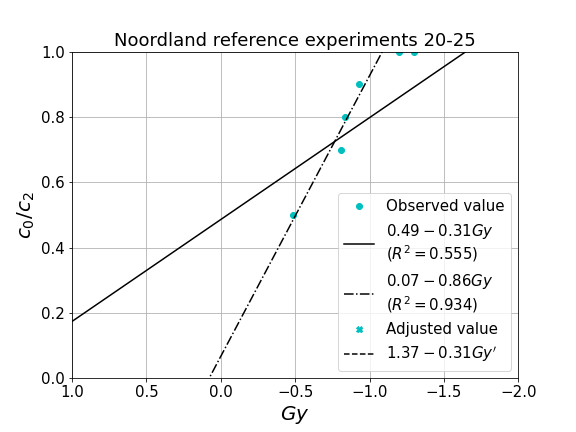 Noordland reference experiments 20-25
1.0
0.8
0.6
0.4
0.2
0.0
c₀/c₂
Observed value
0.49 − 0.31Gy
(R² = 0.555)
0.07 − 0.86Gy
(R² = 0.934)
Adjusted value
1.37 − 0.31Gy′
1.0 0.5 0.0 −0.5 −1.0 −1.5 −2.0
Gy